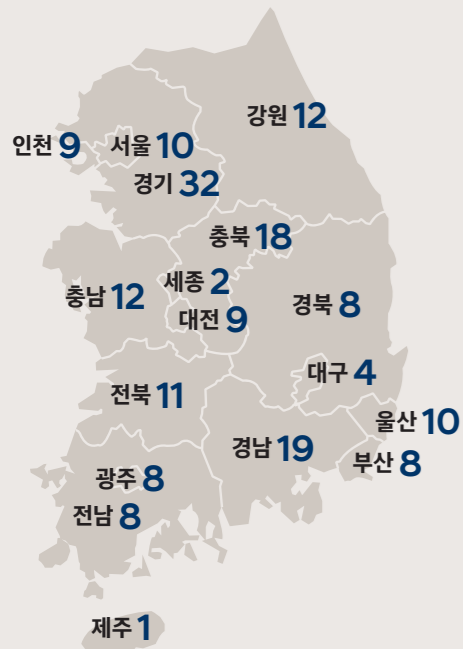 강원 12
인천 9
서울 10
경기 32
충북 18
세종 2
충남 12
경북 8
대전 9
대구 4
전북 11
울산 10
경남 19
부산 8
광주 8
전남 8
제주 1